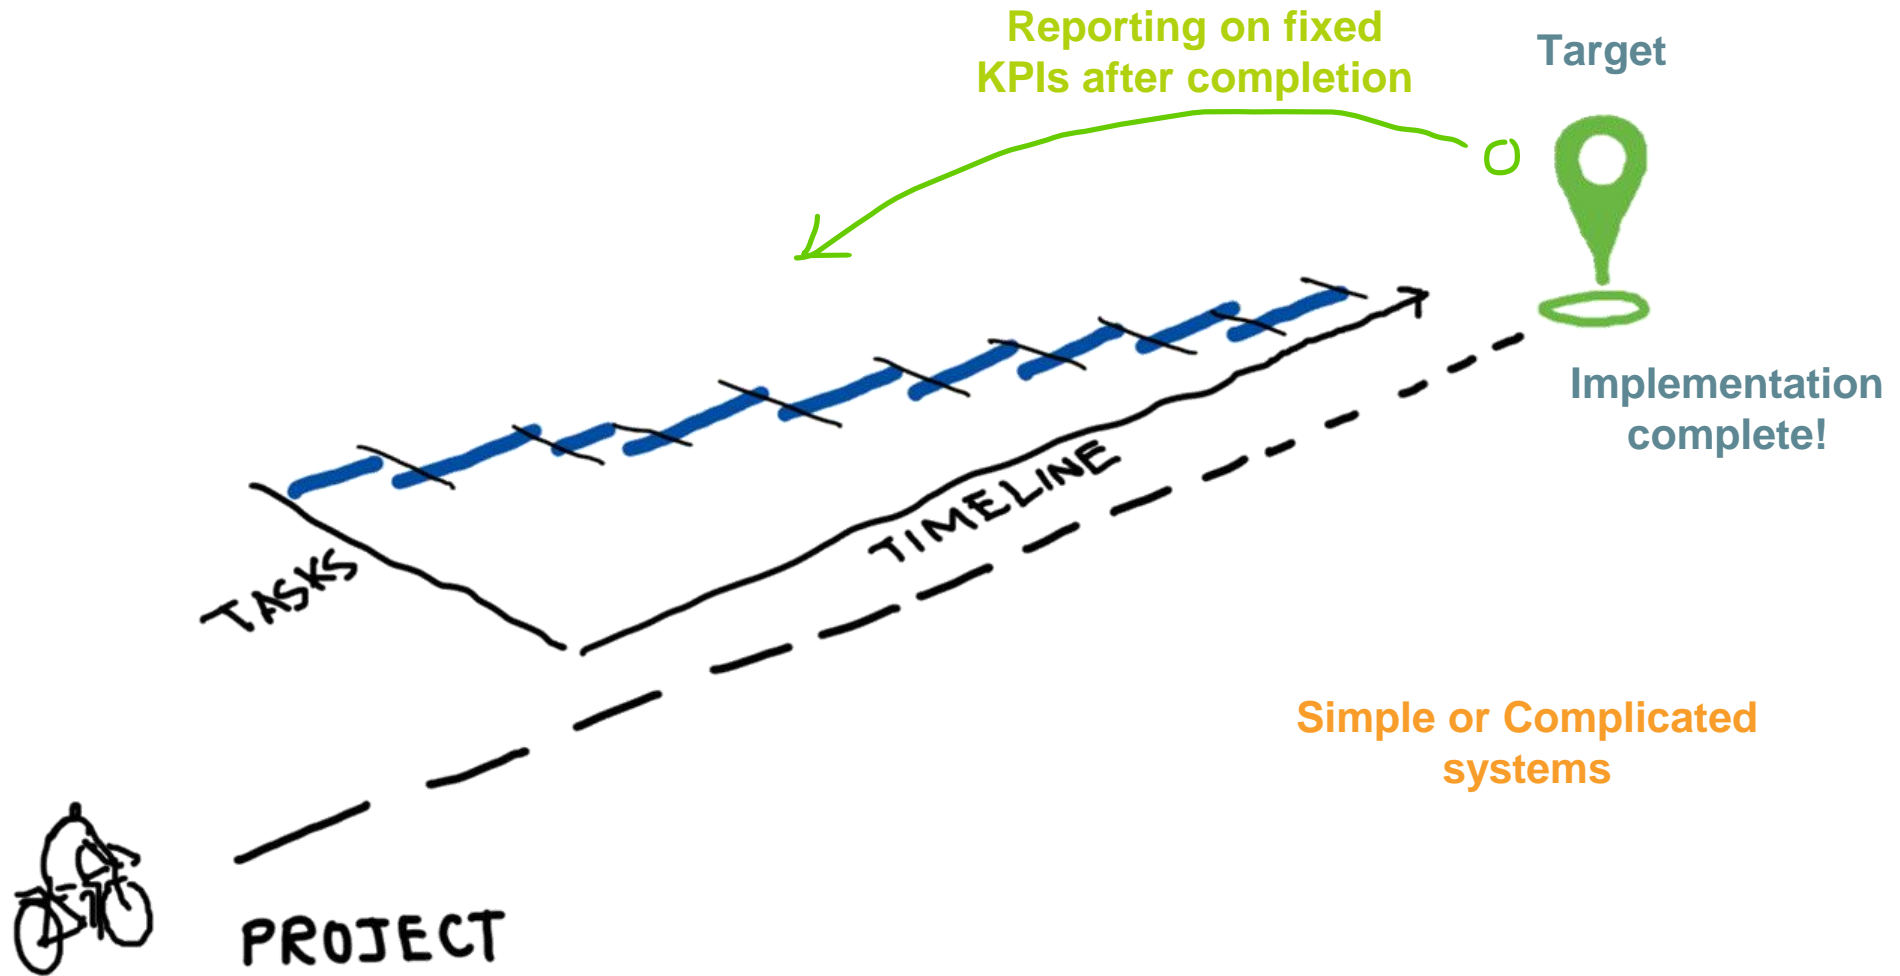 Reporting on fixed
KPIs after completion
Target
Implementation
complete!
TIMELINE
TASKS
Simple or Complicated
systems
PROJECT